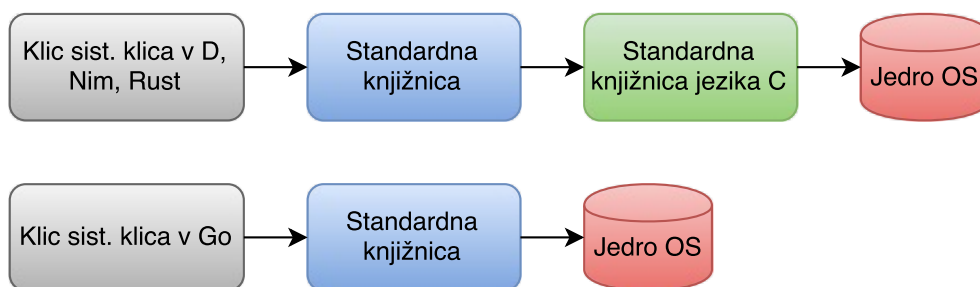 Klic sist. klica v D,
Nim, Rust
Standardna
knjižnica
Standardna
knjižnica jezika C
Jedro OS
Klic sist. klica v Go
Standardna
knjižnica
Jedro OS